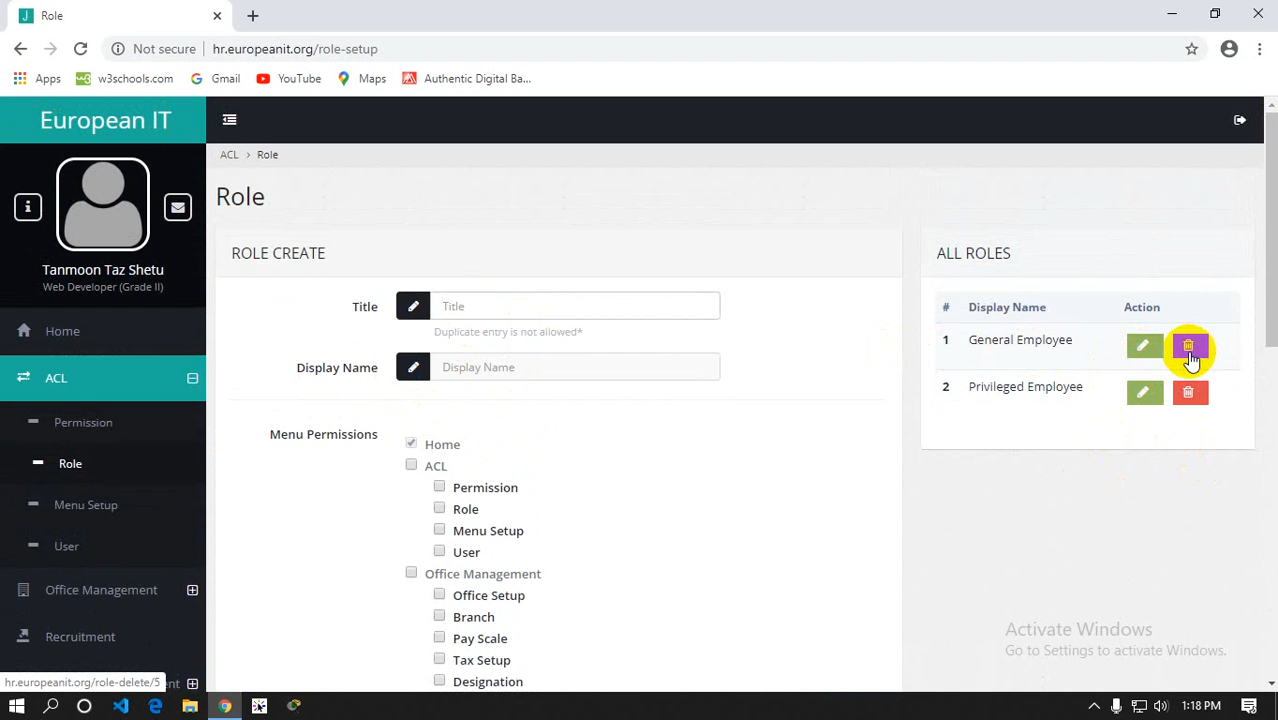 Role
Not secure
hr.europeanit.org/role-setup
Apps
w3schools.com
Gmail
YouTube
Maps
Authentic Digital Ba...
European IT
Tanmoon Taz Shetu
Web Developer (Grade II)
Home
ACL
Permission
Role
Menu Setup
User
Office Management
Recruitment
hr.europeanit.org/role-delete/5
ACL > Role
Role
ROLE CREATE
Title
Title
Duplicate entry is not allowed*
Display Name
Display Name
Menu Permissions
Home
ACL
Permission
Role
Menu Setup
User
Office Management
Office Setup
Branch
Pay Scale
Tax Setup
Designation
ALL ROLES
# Display Name Action
1 General Employee
2 Privileged Employee
Activate Windows
Go to Settings to activate Windows.
1:18 PM